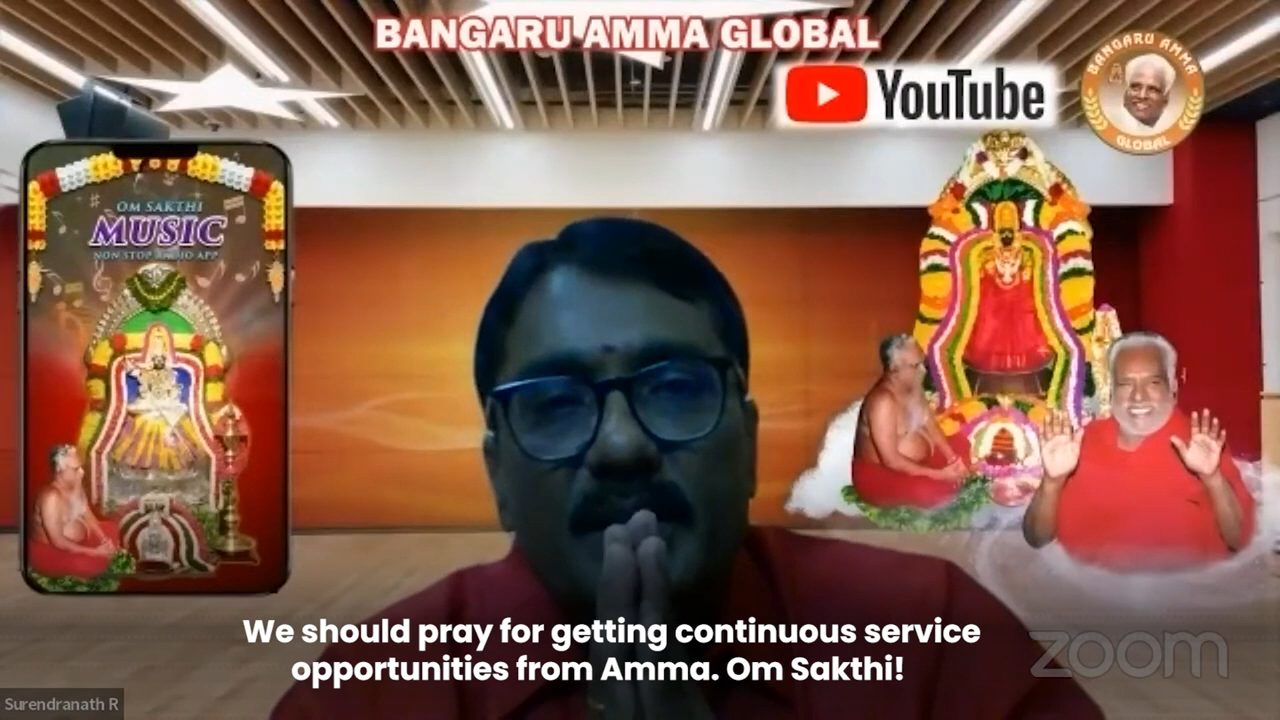 BANGARU AMMA GLOBAL
YouTube
BANGARU AMMA
GLOBAL
OM SAKTHI
MUSIC
NON STOP RADIO APP
We should pray for getting continuous service
opportunities from Amma. Om Sakthi!
zoom
Surendranath R